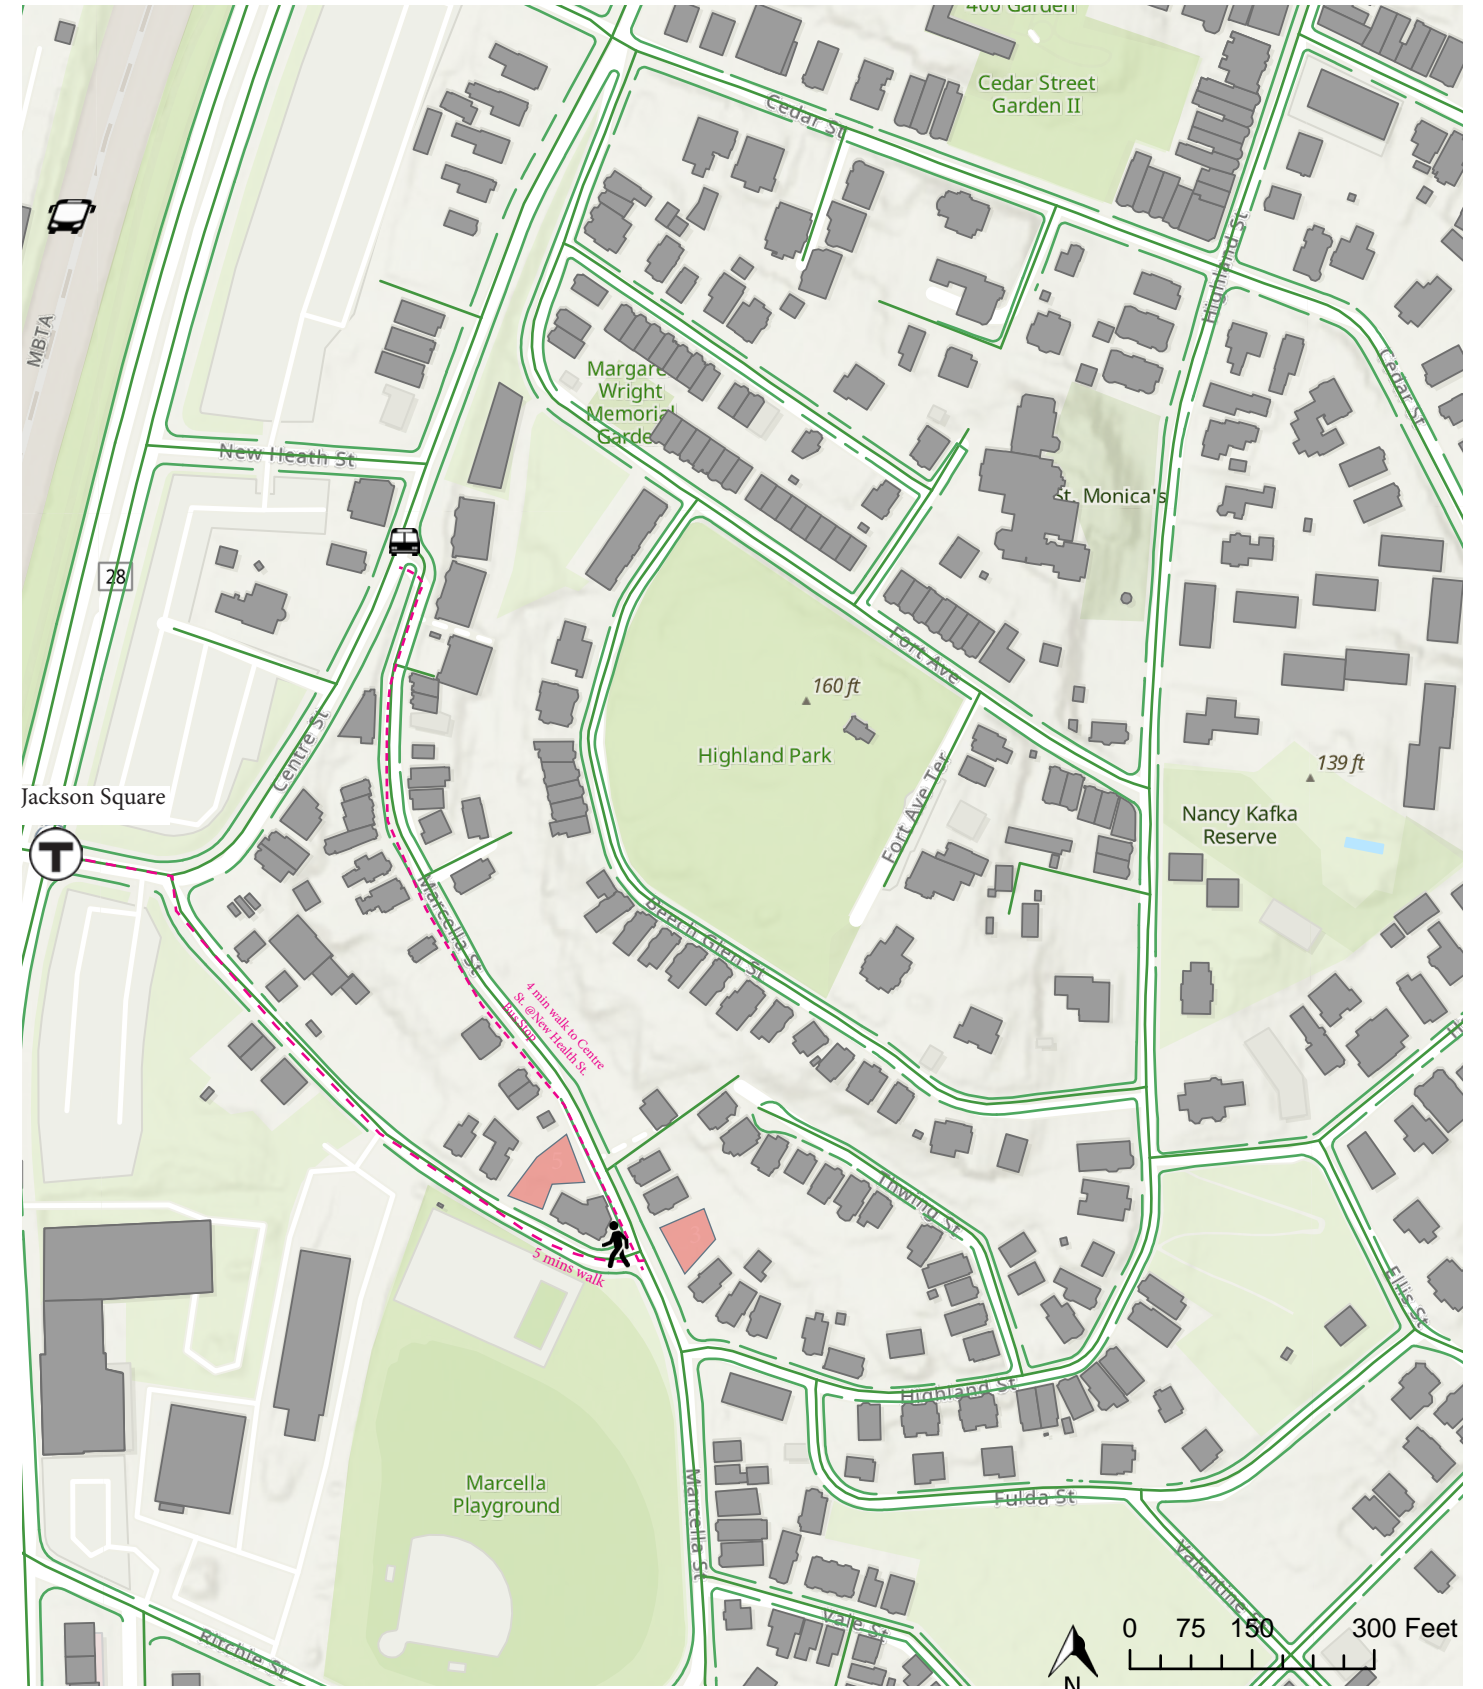 400 Garden
Cedar Street
Garden II
Cedar St
Highland St
MBTA
Cedar St
Margaret
Wright
Memorial
Garden
New Heath St
St. Monica's
28
Fort Ave
160 ft
Highland Park
139 ft
Centre St
Jackson Square
Fort Ave Ter
Nancy Kafka
Reserve
T
Marcella St
Beech Glen St
4 min walk to Centre
St. @New Health St.
Bus Stop
Thwing St
5 mins walk
Ellis St
Highland St
Marcella
Playground
Marcella St
Fulda St
Valentine S
Vale St
Ritchie St
0 75 150 300 Feet
N